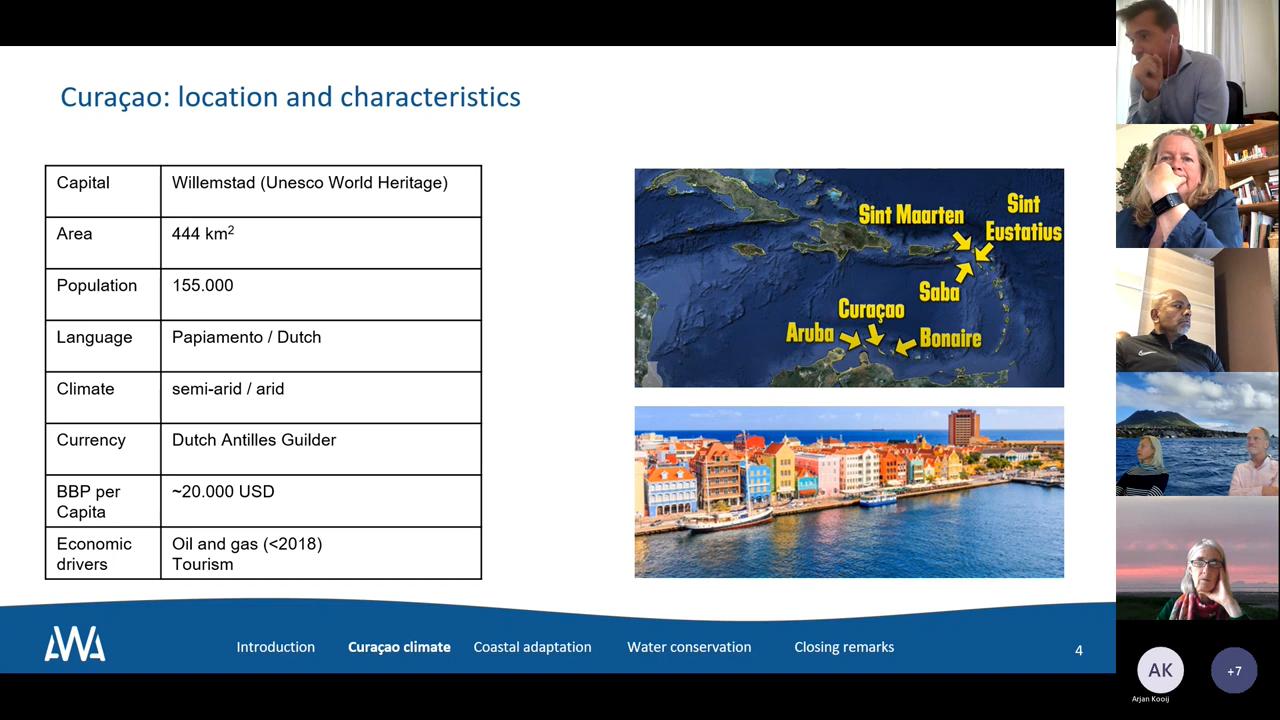 Curaçao: location and characteristics
Capital
Willemstad (Unesco World Heritage)
Area
444 km²
Population
155.000
Language
Papiamento / Dutch
Climate
semi-arid / arid
Currency
Dutch Antilles Guilder
BBP per
Capita
~20.000 USD
Economic
drivers
Oil and gas (<2018)
Tourism
Sint Maarten
Sint
Eustatius
Saba
Curaçao
Aruba
Bonaire
AWA
Introduction
Curaçao climate
Coastal adaptation
Water conservation
Closing remarks
4
AK
Arjan Kooij
+7